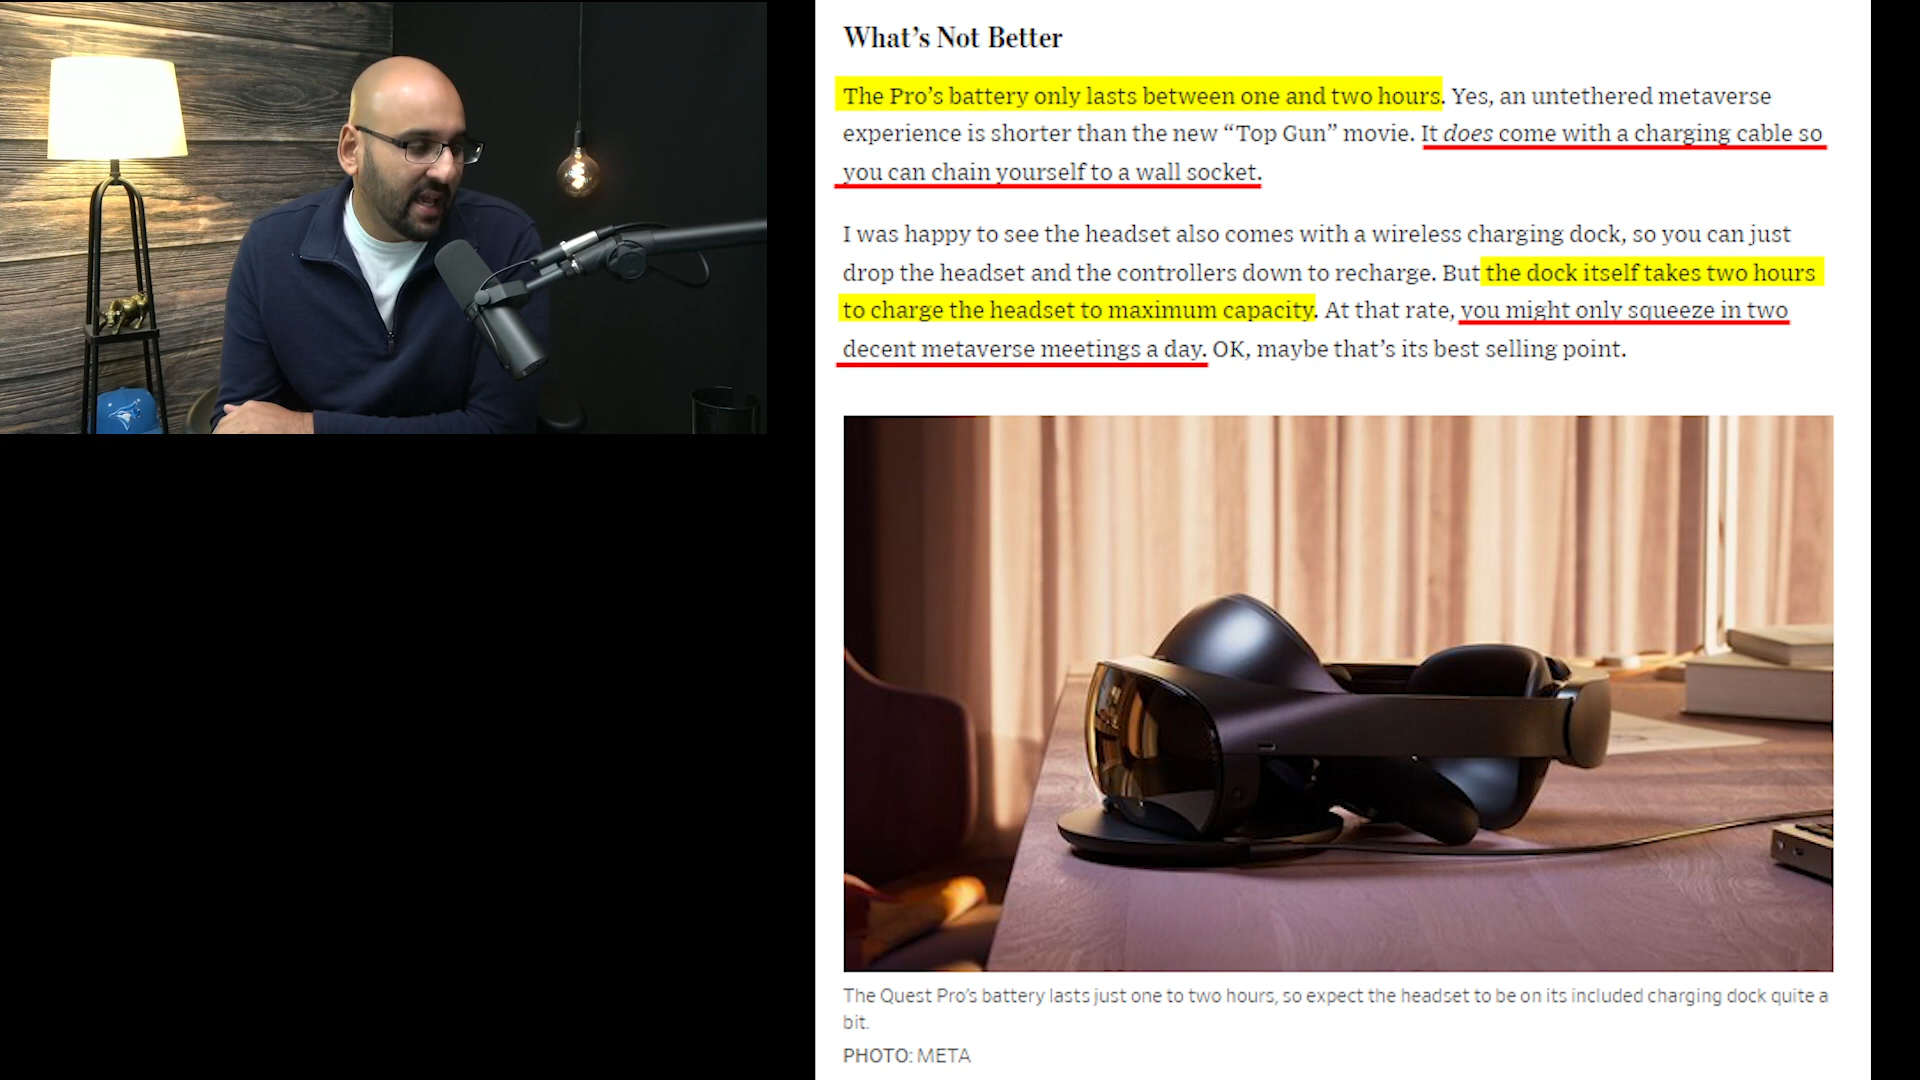 What’s Not Better
The Pro’s battery only lasts between one and two hours. Yes, an untethered metaverse
experience is shorter than the new “Top Gun” movie. It does come with a charging cable so
you can chain yourself to a wall socket.
I was happy to see the headset also comes with a wireless charging dock, so you can just
drop the headset and the controllers down to recharge. But the dock itself takes two hours
to charge the headset to maximum capacity. At that rate, you might only squeeze in two
decent metaverse meetings a day. OK, maybe that’s its best selling point.
The Quest Pro’s battery lasts just one to two hours, so expect the headset to be on its included charging dock quite a
bit.
PHOTO: META